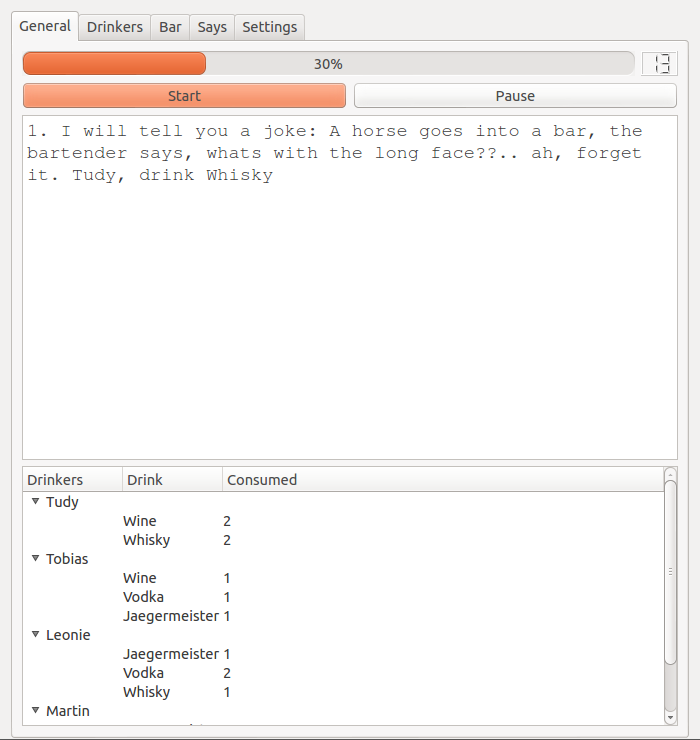 General Drinkers Bar Says Settings
30% 13
Start Pause
1. I will tell you a joke: A horse goes into a bar, the
bartender says, whats with the long face??.. ah, forget
it. Tudy, drink Whisky
Drinkers Drink Consumed
Tudy
Wine 2
Whisky 2
Tobias
Wine 1
Vodka 1
Jaegermeister 1
Leonie
Jaegermeister 1
Vodka 2
Whisky 1
Martin